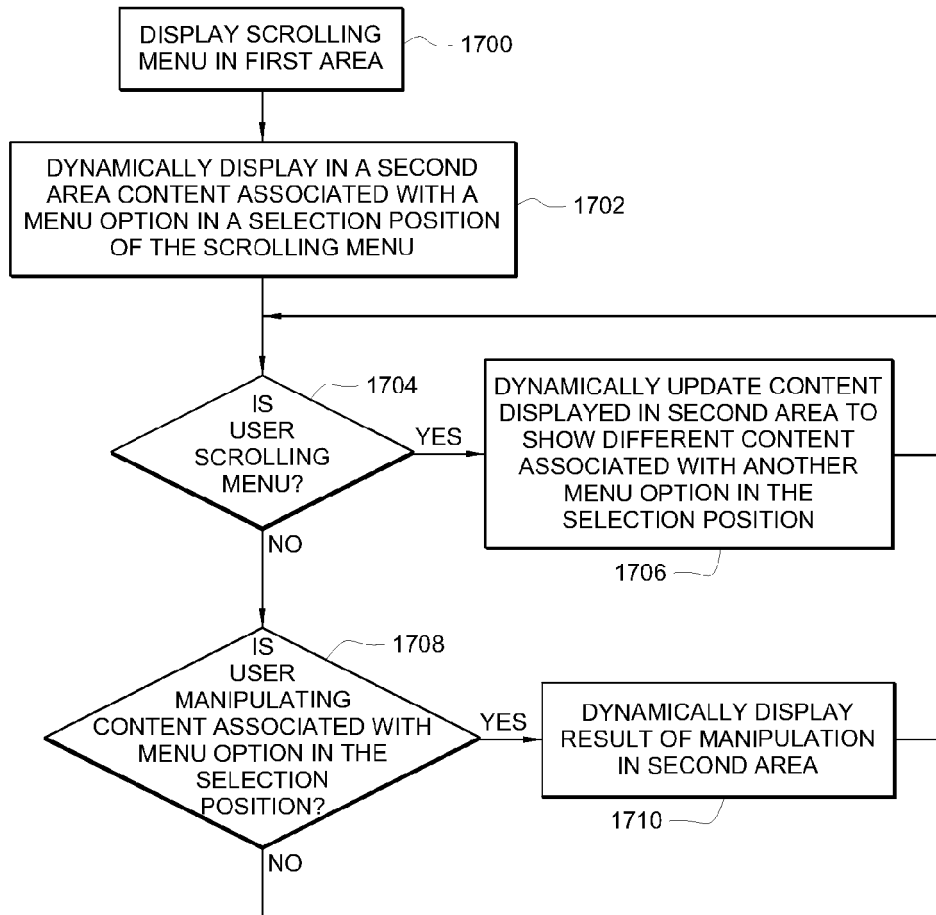 DISPLAY SCROLLING
MENU IN FIRST AREA
1700
DYNAMICALLY DISPLAY IN A SECOND
AREA CONTENT ASSOCIATED WITH A
MENU OPTION IN A SELECTION POSITION
OF THE SCROLLING MENU
1702
1704
IS
USER
SCROLLING
MENU?
YES
NO
DYNAMICALLY UPDATE CONTENT
DISPLAYED IN SECOND AREA TO
SHOW DIFFERENT CONTENT
ASSOCIATED WITH ANOTHER
MENU OPTION IN THE
SELECTION POSITION
1706
1708
IS
USER
MANIPULATING
CONTENT ASSOCIATED WITH
MENU OPTION IN THE
SELECTION
POSITION?
YES
NO
DYNAMICALLY DISPLAY
RESULT OF MANIPULATION
IN SECOND AREA
1710